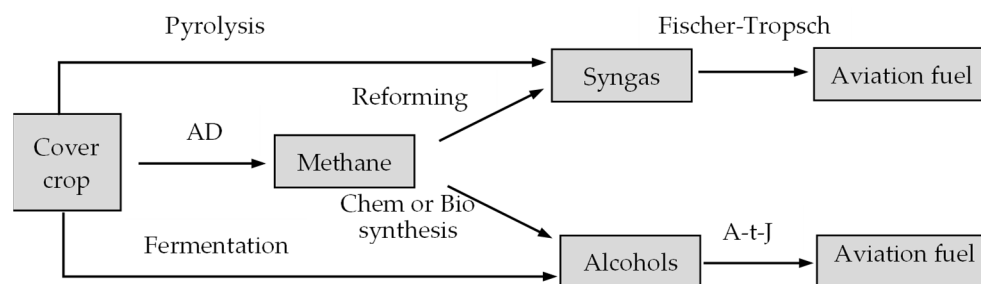 Pyrolysis
Fischer-Tropsch
Syngas
Aviation fuel
Reforming
AD
Cover
crop
Methane
Chem or Bio
synthesis
Fermentation
A-t-J
Alcohols
Aviation fuel